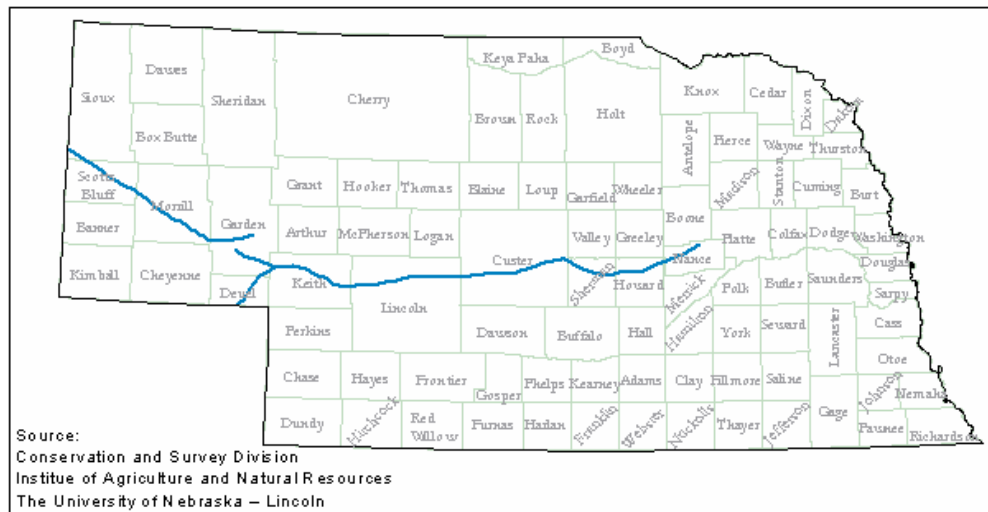 Boyd
Keya Paha
Dawes
Knox
Cedar
Dixon
Dakota
Sioux
Sheridan
Cherry
Brown
Rock
Holt
Box Butte
Antelope
Pierce
Wayne
Thurston
Scotts
Bluff
Morrill
Garden
Grant
Hooker
Thomas
Blaine
Loup
Garfield
Wheeler
Madison
Stanton
Cuming
Burt
Banner
Arthur
McPherson
Logan
Custer
Valley
Greeley
Boone
Platte
Colfax
Dodge
Washington
Kimball
Cheyenne
Deuel
Keith
Lincoln
Sherman
Howard
Nance
Merrick
Polk
Butler
Saunders
Douglas
Sarpy
Perkins
Dawson
Buffalo
Hall
Hamilton
York
Seward
Lancaster
Cass
Otoe
Chase
Hayes
Frontier
Gosper
Phelps
Kearney
Adams
Clay
Fillmore
Saline
Johnson
Nemaha
Dundy
Hitchcock
Red
Willow
Furnas
Harlan
Franklin
Webster
Nuckolls
Thayer
Jefferson
Gage
Pawnee
Richardson
Source:
Conservation and Survey Division
Institue of Agriculture and Natural Resources
The University of Nebraska – Lincoln